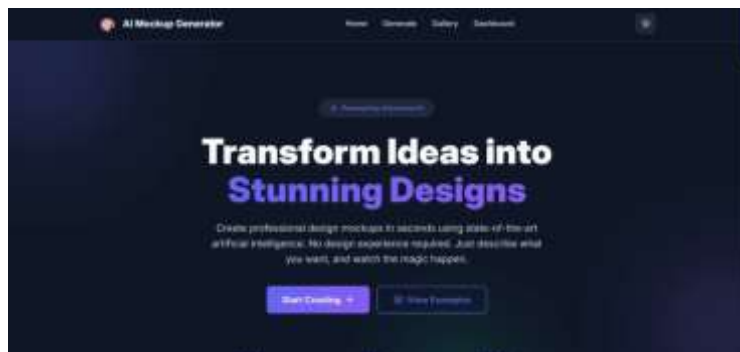 AI Mockup Generator
Home Generate Gallery Dashboard
Transform Ideas into
Stunning Designs
Create professional design mockups in seconds using state-of-the-art
artificial intelligence. No design experience required. Just describe what
you want, and watch the magic happen.
Start Creating →
View Examples